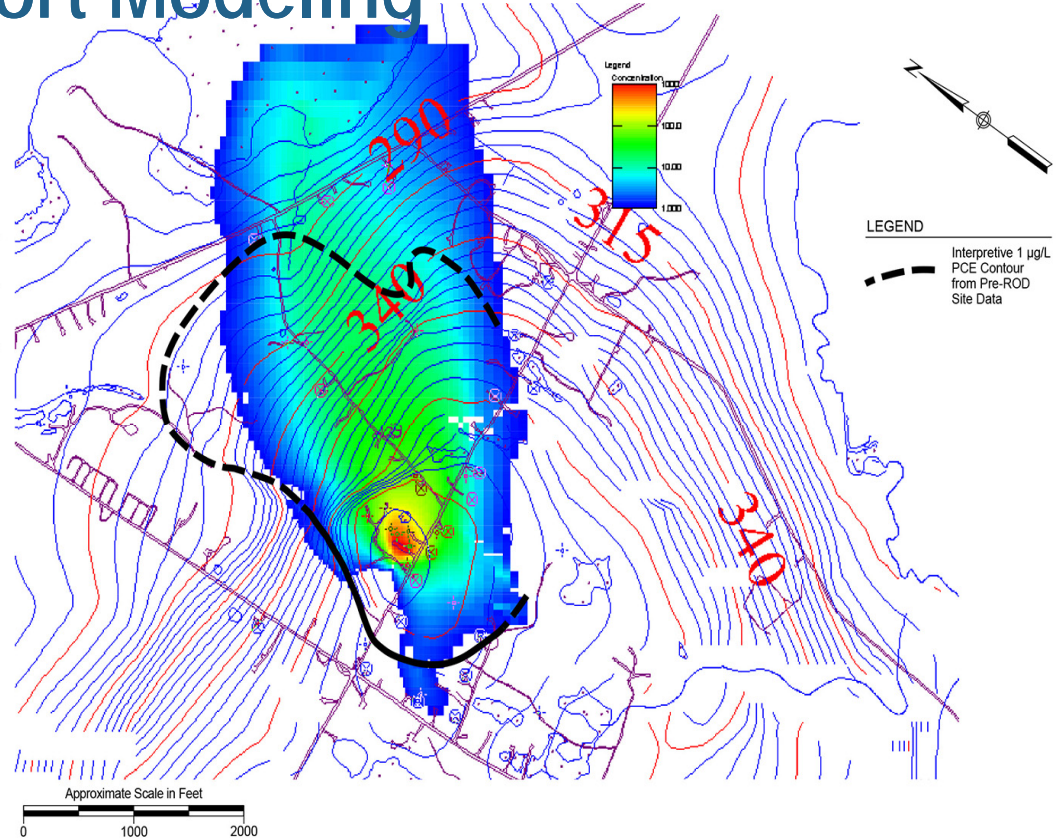 ort Modeling
Legend
Concentration
1000
100.0
10.00
1.000
N
290
315
340
340
LEGEND
Interpretive 1 µg/L
PCE Contour
from Pre-ROD
Site Data
Approximate Scale in Feet
0 1000 2000